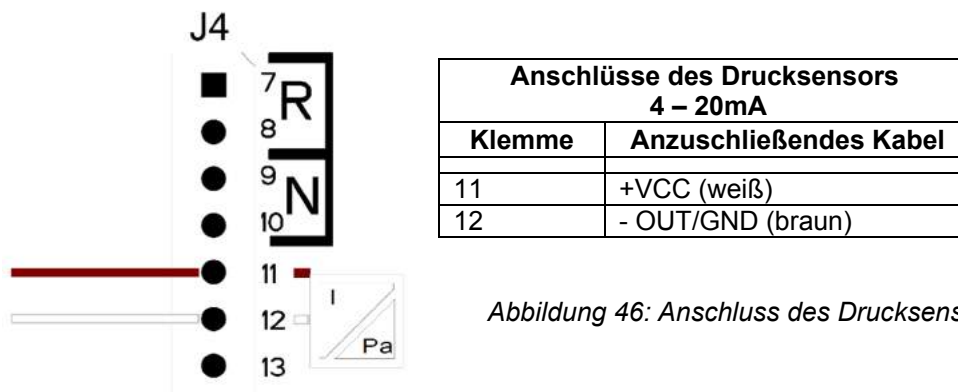 J4
7
R
8
9
N
10
11
12
13
I
Pa
Anschlüsse des Drucksensors
4 – 20mA
Klemme Anzuschließendes Kabel
11 +VCC (weiß)
12 - OUT/GND (braun)
Abbildung 46: Anschluss des Drucksens